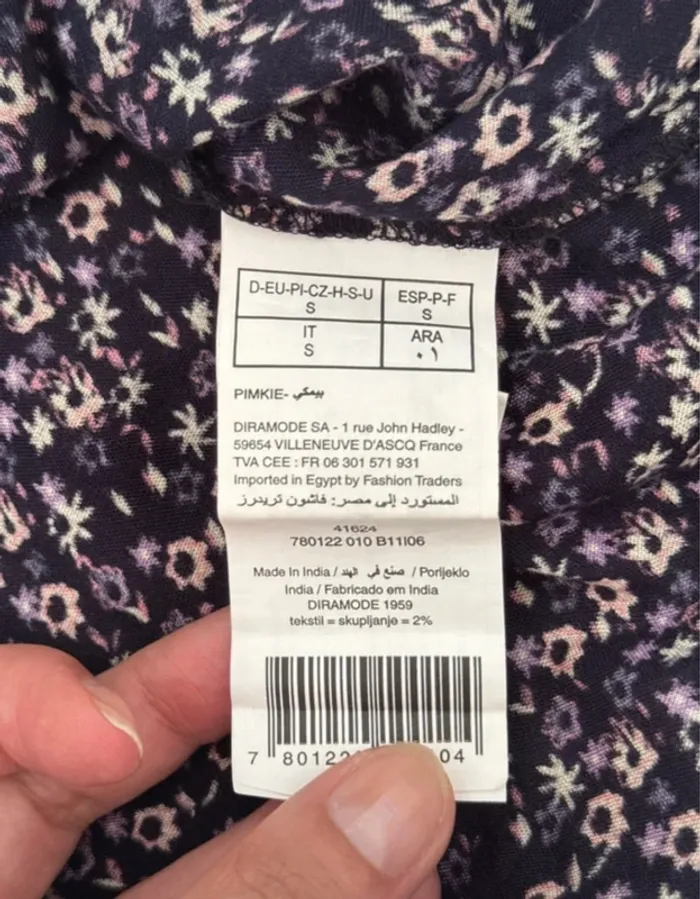 D-EU-PI-CZ-H-S-U
S
ESP-P-F
S
IT
S
ARA
٠١
PIMKIE- بيمكي
DIRAMODE SA - 1 rue John Hadley -
59654 VILLENEUVE D'ASCQ France
TVA CEE : FR 06 301 571 931
Imported in Egypt by Fashion Traders
المستورد إلى مصر: فاشون تريدرز
41624
780122 010 B11I06
Made In India / صنع في الهند / Porijeklo
India / Fabricado em India
DIRAMODE 1959
tekstil = skupljanje = 2%
7 80122 04